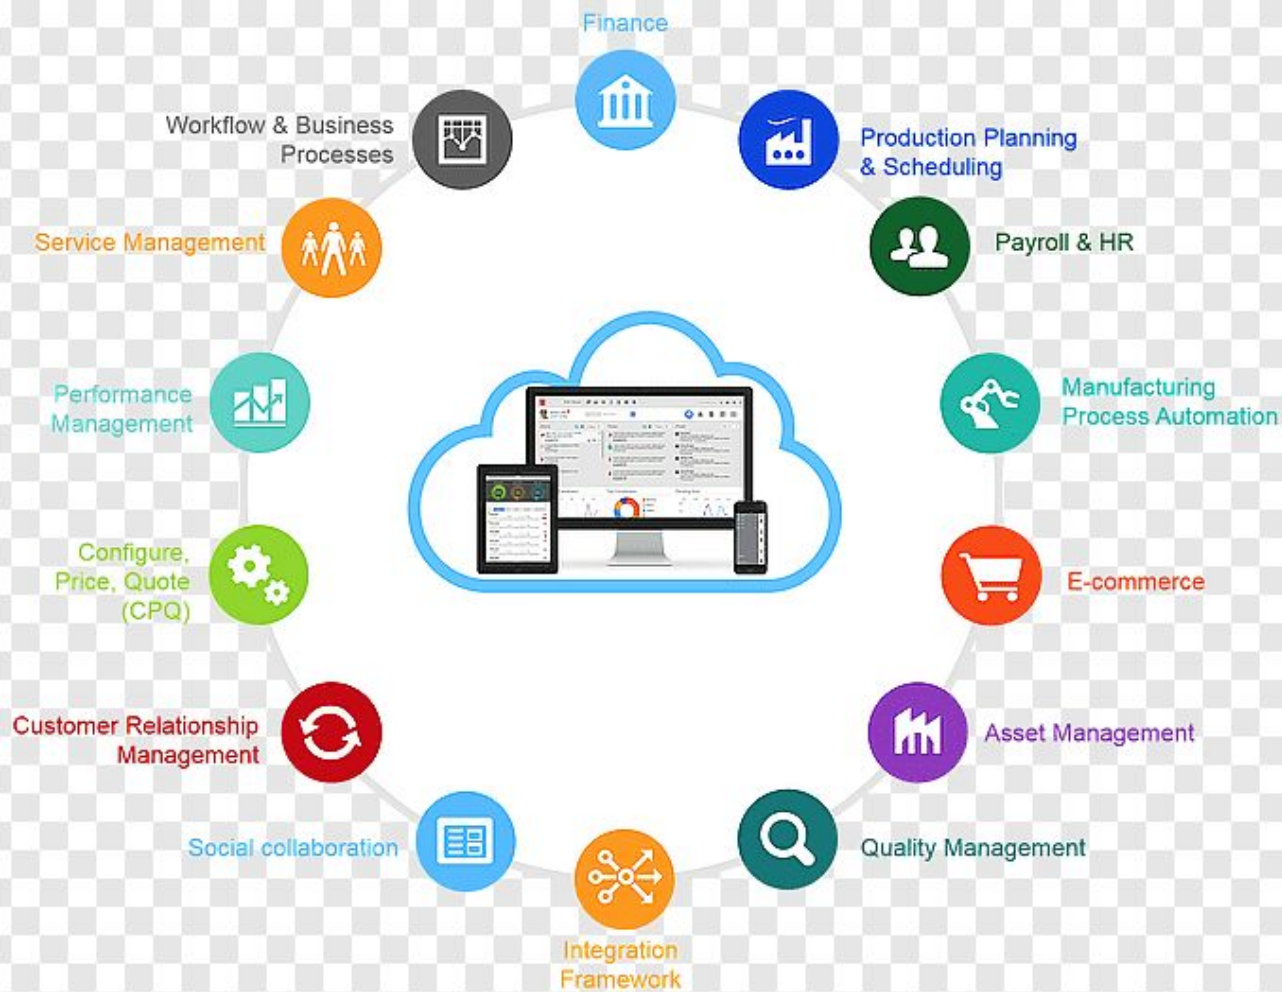 Finance
Workflow & Business
Processes
Production Planning
& Scheduling
Service Management
Payroll & HR
Performance
Management
Manufacturing
Process Automation
Configure,
Price, Quote
(CPQ)
E-commerce
Customer Relationship
Management
Asset Management
Social collaboration
Quality Management
Integration
Framework